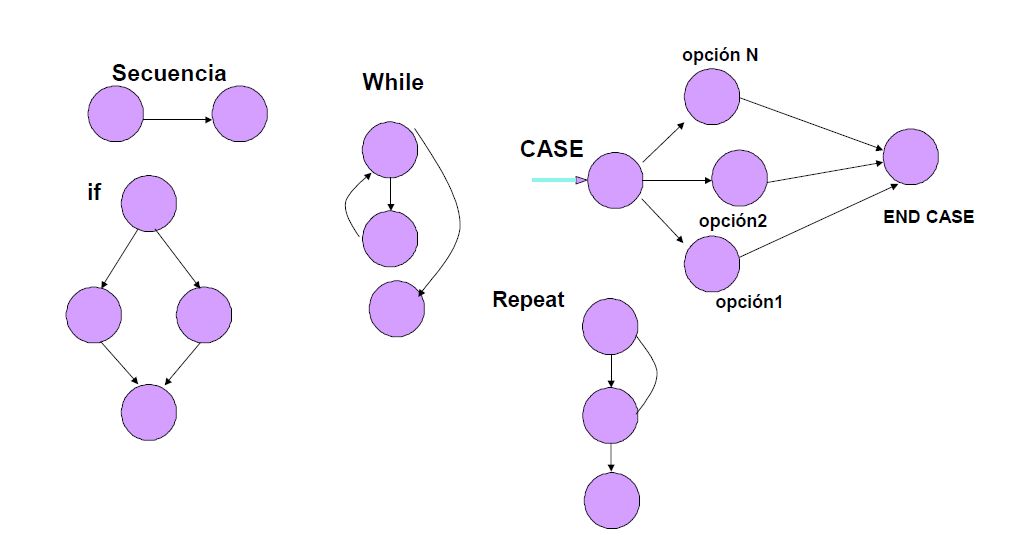 Secuencia
While
if
CASE
opción N
opción2
opción1
END CASE
Repeat